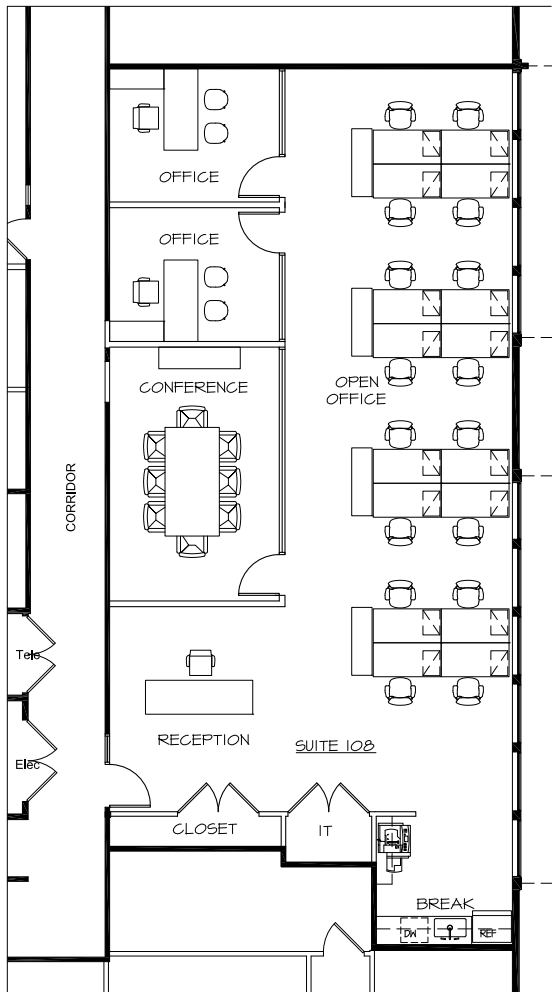 OFFICE
OFFICE
CONFERENCE
OPEN
OFFICE
CORRIDOR
Tele
RECEPTION
SUITE 108
Elec
CLOSET
IT
BREAK
DW
REF